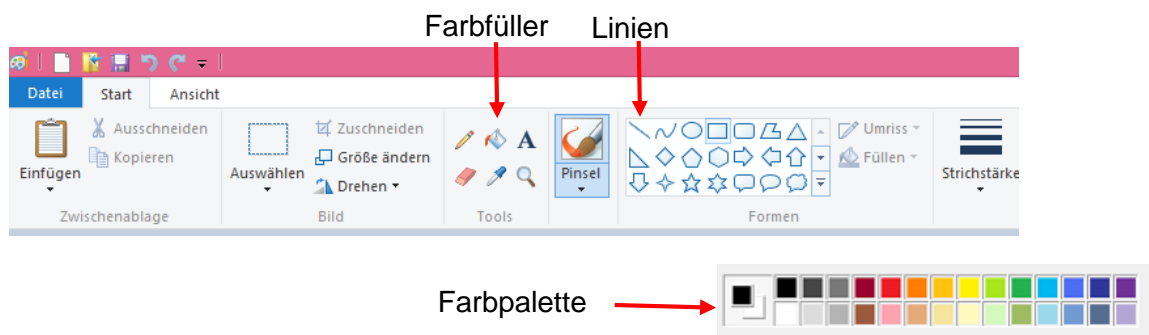 Farbfüller Linien
Datei Start Ansicht
Ausschneiden Zuschneiden Umriss
Kopieren Größe ändern A Füllen
Einfügen Auswählen Drehen Pinsel Strichstärke
Zwischenablage Bild Tools Formen
Farbpalette